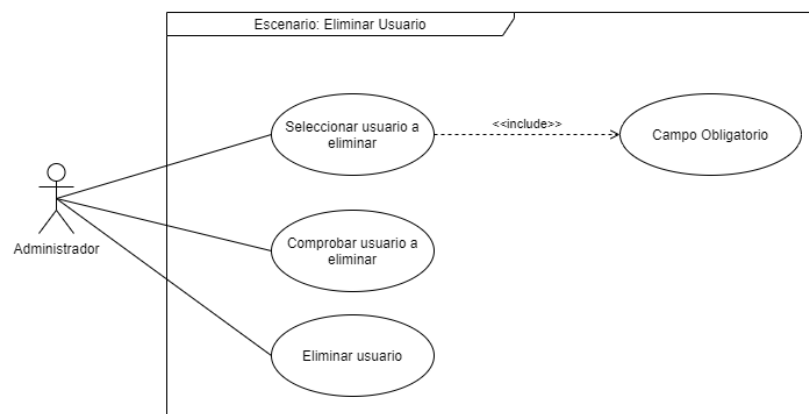 Escenario: Eliminar Usuario
Seleccionar usuario a
eliminar
<<include>>
Campo Obligatorio
Administrador
Comprobar usuario a
eliminar
Eliminar usuario